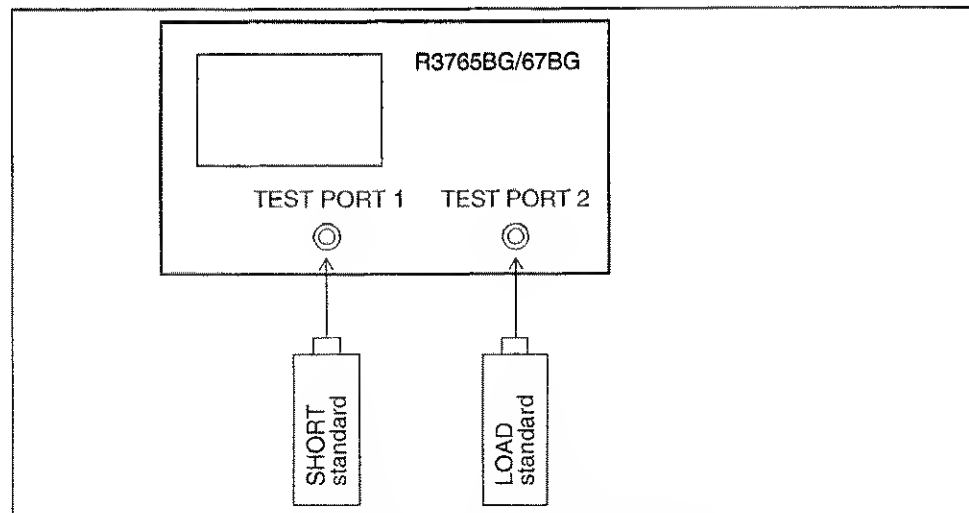 R3765BG/67BG
TEST PORT 1
TEST PORT 2
SHORT
standard
LOAD
standard